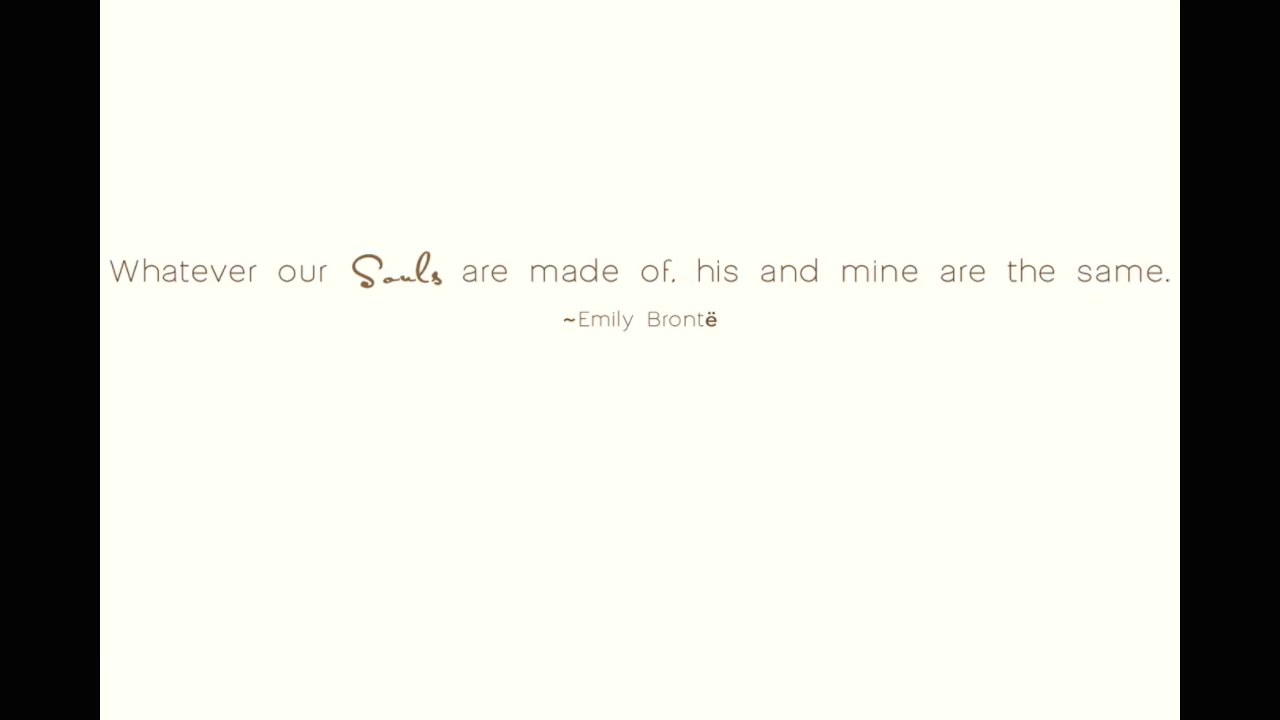 Whatever our Souls are made of, his and mine are the same.
~Emily Brontë